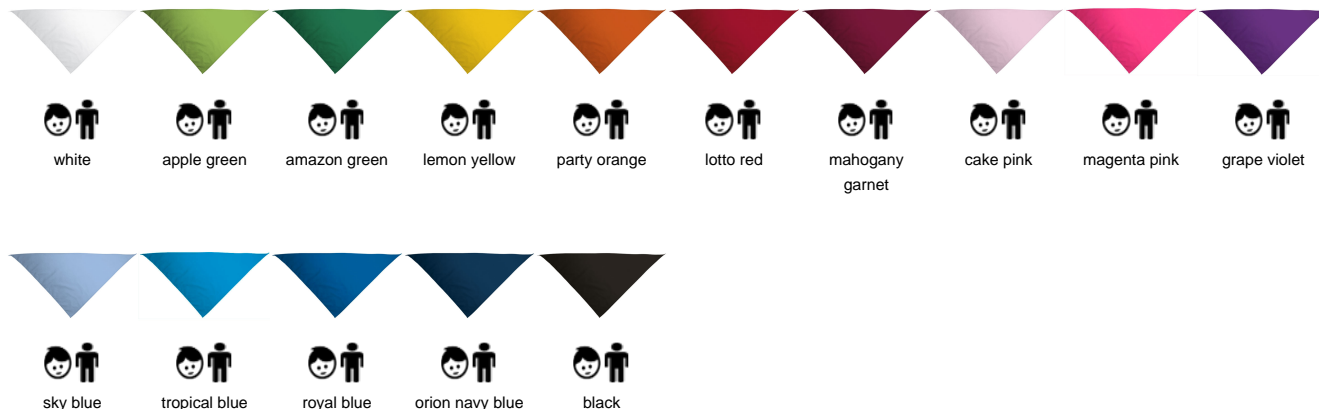 white
apple green
amazon green
lemon yellow
party orange
lotto red
mahogany
garnet
cake pink
magenta pink
grape violet
sky blue
tropical blue
royal blue
orion navy blue
black